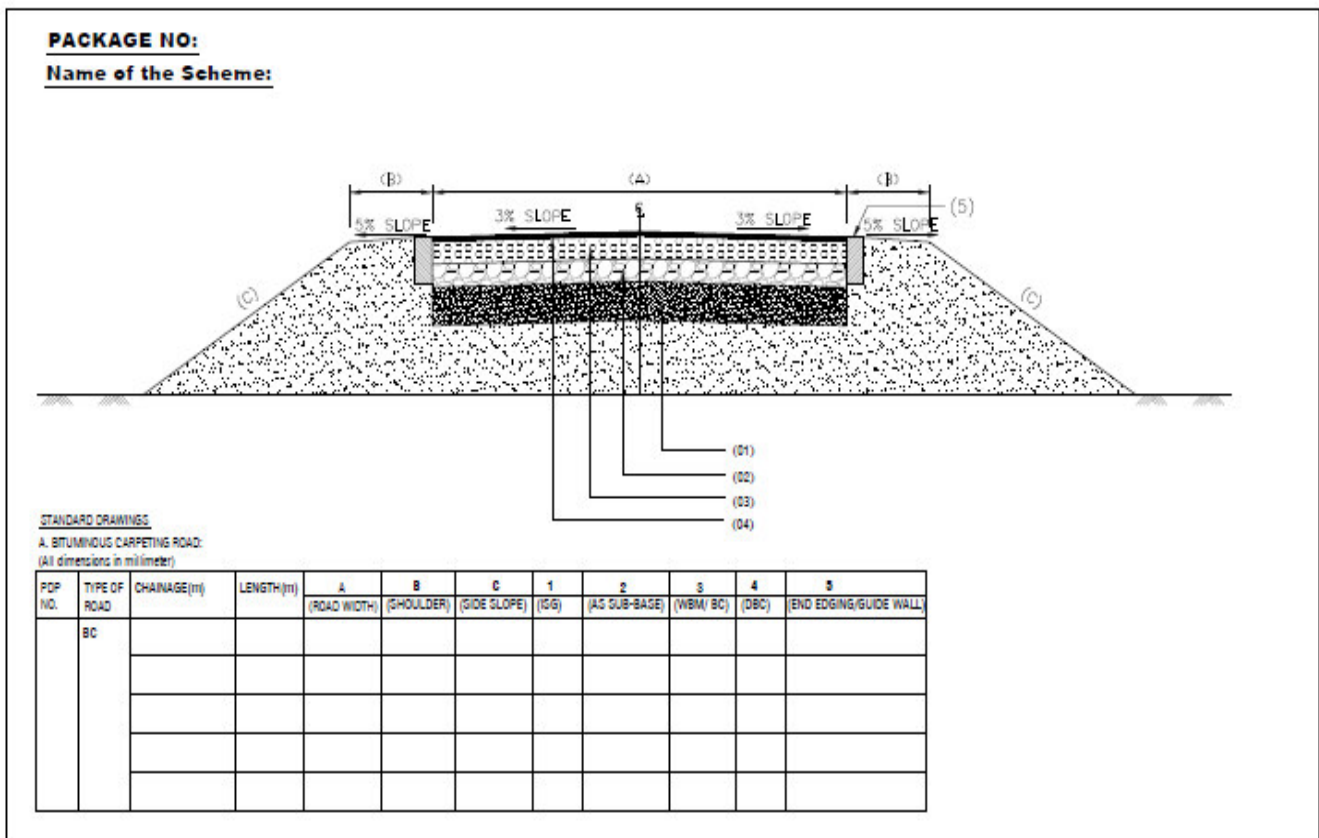 PACKAGE NO:
Name of the Scheme:
(B) (A) (B)
5% SLOPE 3% SLOPE ℄ 3% SLOPE 5% SLOPE (5)
(C) (C)
(01)
(02)
(03)
(04)
STANDARD DRAWINGS
A. BITUMINOUS CARPETING ROAD:
(All dimensions in millimeter)
PDP NO. TYPE OF ROAD CHAINAGE(m) LENGTH(m) A (ROAD WIDTH) B (SHOULDER) C (SIDE SLOPE) 1 (ISG) 2 (AS SUB-BASE) 3 (WBM/ BC) 4 (DBC) 5 (END EDGING/GUIDE WALL)
BC